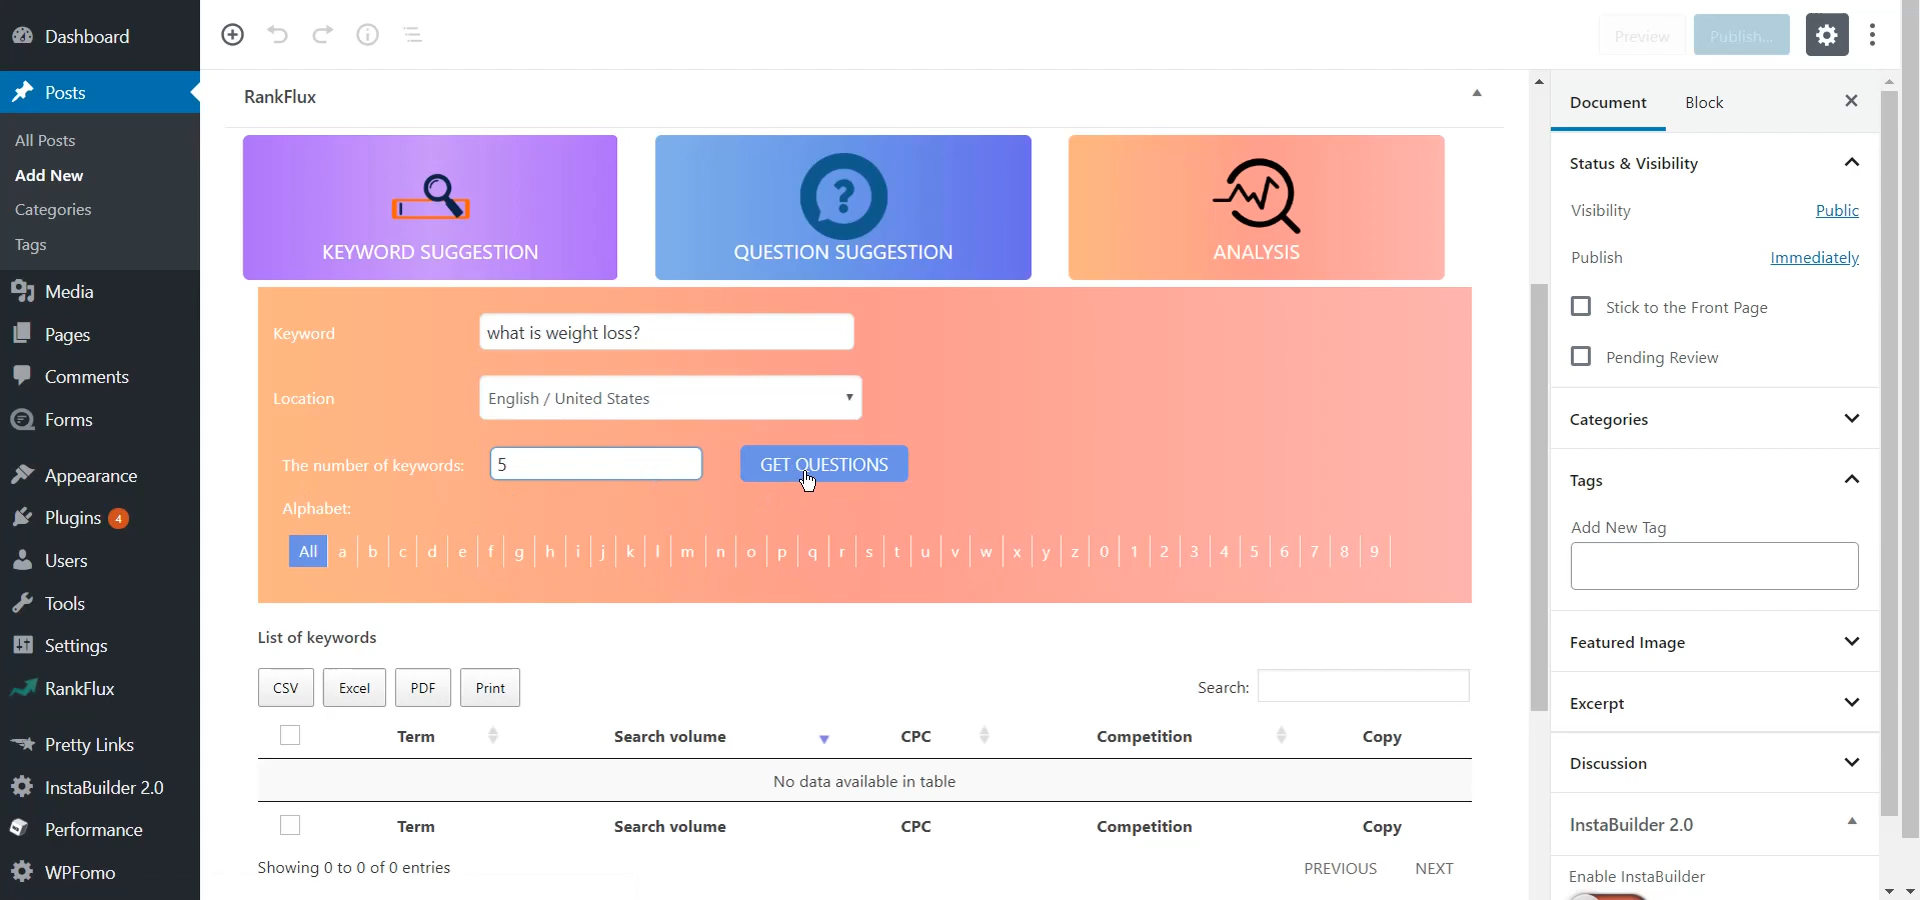 Dashboard
Posts
All Posts
Add New
Categories
Tags
Media
Pages
Comments
Forms
Appearance
Plugins 4
Users
Tools
Settings
RankFlux
Pretty Links
InstaBuilder 2.0
Performance
WPFomo
Preview
Publish...
RankFlux
KEYWORD SUGGESTION
QUESTION SUGGESTION
ANALYSIS
Keyword what is weight loss?
Location English / United States
The number of keywords: 5 GET QUESTIONS
Alphabet:
All a b c d e f g h i j k l m n o p q r s t u v w x y z 0 1 2 3 4 5 6 7 8 9
List of keywords
CSV Excel PDF Print Search:
Term Search volume CPC Competition Copy
No data available in table
Term Search volume CPC Competition Copy
Showing 0 to 0 of 0 entries PREVIOUS NEXT
Document Block
Status & Visibility
Visibility Public
Publish Immediately
Stick to the Front Page
Pending Review
Categories
Tags
Add New Tag
Featured Image
Excerpt
Discussion
InstaBuilder 2.0
Enable InstaBuilder